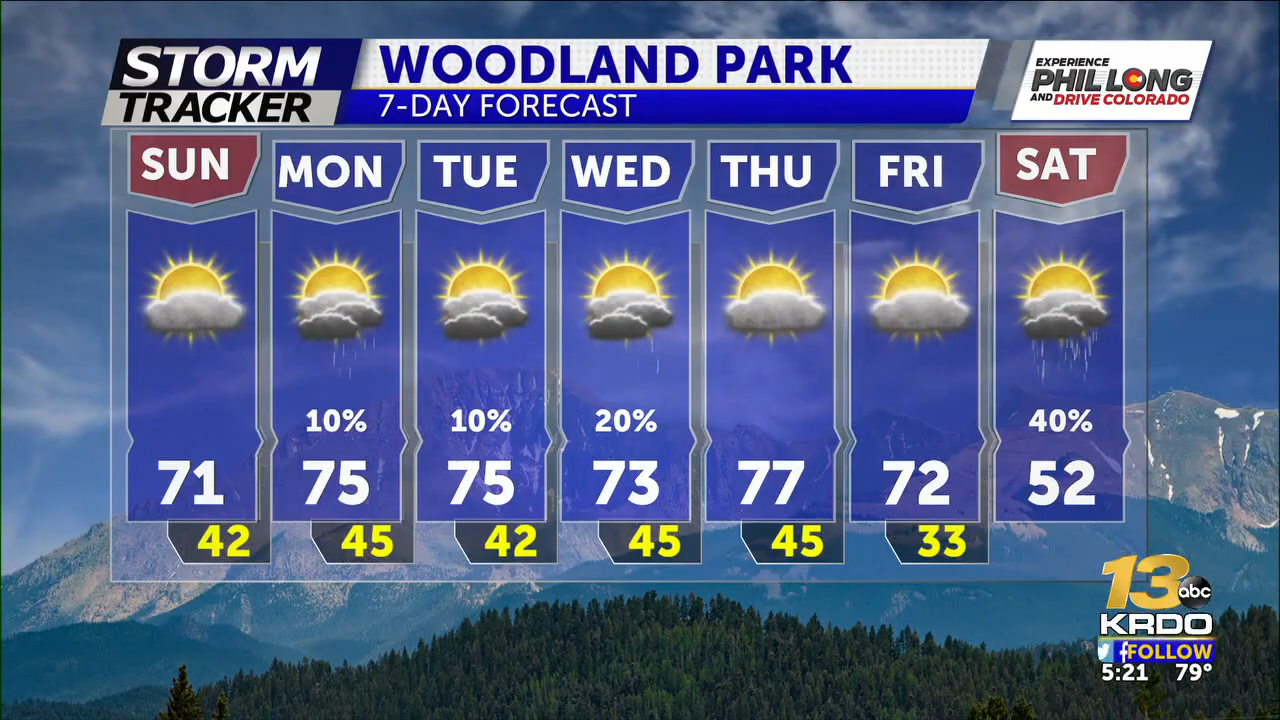 STORM
TRACKER
WOODLAND PARK
7-DAY FORECAST
EXPERIENCE
PHIL LONG
AND DRIVE COLORADO
SUN MON TUE WED THU FRI SAT
10% 10% 20% 40%
71 75 75 73 77 72 52
42 45 42 45 45 33
13 abc
KRDO
f FOLLOW
5:21 79°